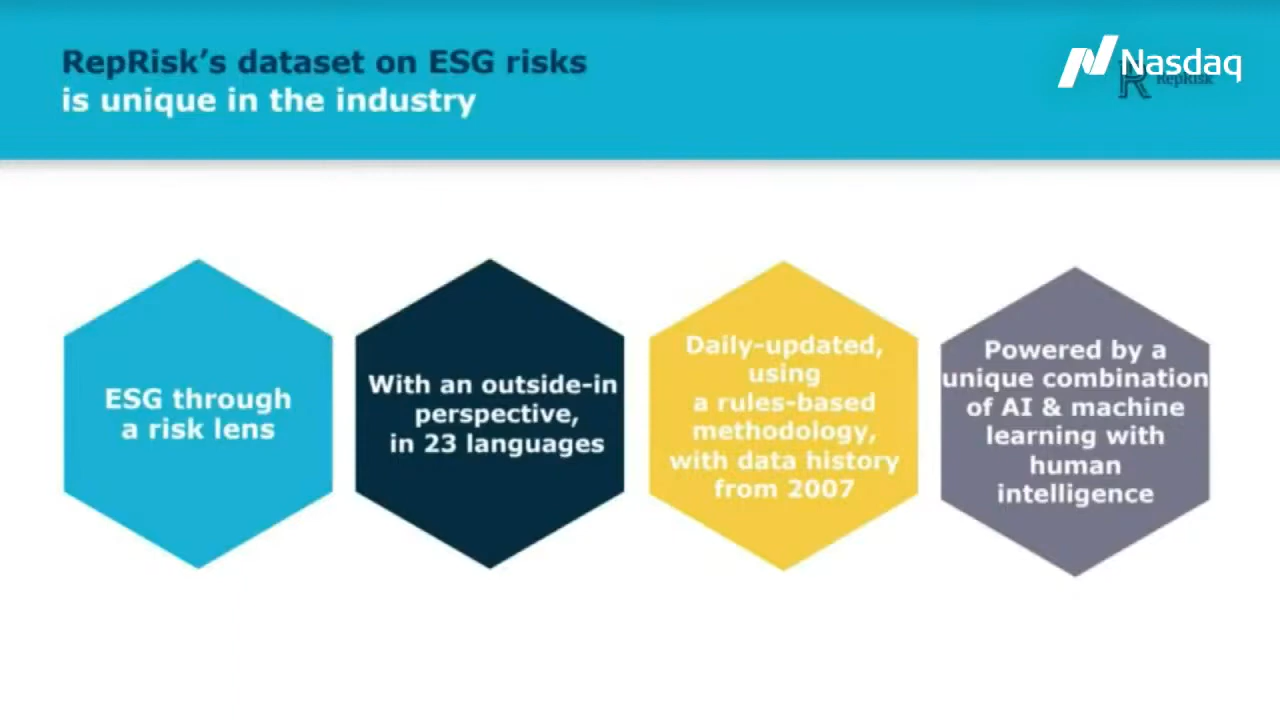 RepRisk’s dataset on ESG risks
is unique in the industry
Nasdaq
RepRisk
ESG through
a risk lens
With an outside-in
perspective,
in 23 languages
Daily-updated,
using
a rules-based
methodology,
with data history
from 2007
Powered by a
unique combination
of AI & machine
learning with
human
intelligence